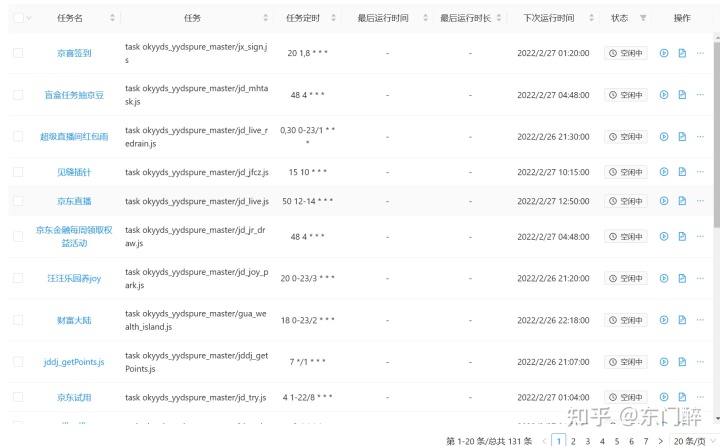 任务名 任务 任务定时 最后运行时间 最后运行时长 下次运行时间 状态 操作
京喜签到 task okyyds_yydspure_master/jx_sign.j 20 1,8 * * * - - 2022/2/27 01:20:00 空闲中 ...
s
盲盒任务抽京豆 task okyyds_yydspure_master/jd_mhta 48 4 * * * - - 2022/2/27 04:48:00 空闲中 ...
sk.js
超级直播间红包雨 task okyyds_yydspure_master/jd_live_r 0,30 0-23/1 * * - - 2022/2/26 21:30:00 空闲中 ...
edrain.js *
见缝插针 task okyyds_yydspure_master/jd_jfcz.js 15 10 * * * - - 2022/2/27 10:15:00 空闲中 ...
京东直播 task okyyds_yydspure_master/jd_live.js 50 12-14 * * * - - 2022/2/27 12:50:00 空闲中 ...
京东金融每周领取权 task okyyds_yydspure_master/jd_jr_dr 48 4 * * * - - 2022/2/27 04:48:00 空闲中 ...
益活动 aw.js
汪汪乐园养joy task okyyds_yydspure_master/jd_joy_p 20 0-23/3 * * * - - 2022/2/26 21:20:00 空闲中 ...
ark.js
财富大陆 task okyyds_yydspure_master/gua_we 18 0-23/2 * * * - - 2022/2/26 22:18:00 空闲中 ...
alth_island.js
jddj_getPoints.js task okyyds_yydspure_master/jddj_get 7 */1 * * * - - 2022/2/26 21:07:00 空闲中 ...
Points.js
京东试用 task okyyds_yydspure_master/jd_try.js 4 1-22/8 * * * - - 2022/2/27 01:04:00 空闲中 ...
知乎 @东门醉
第 1-20 条/总共 131 条 < 1 2 3 4 5 6 7 > 20 条/页